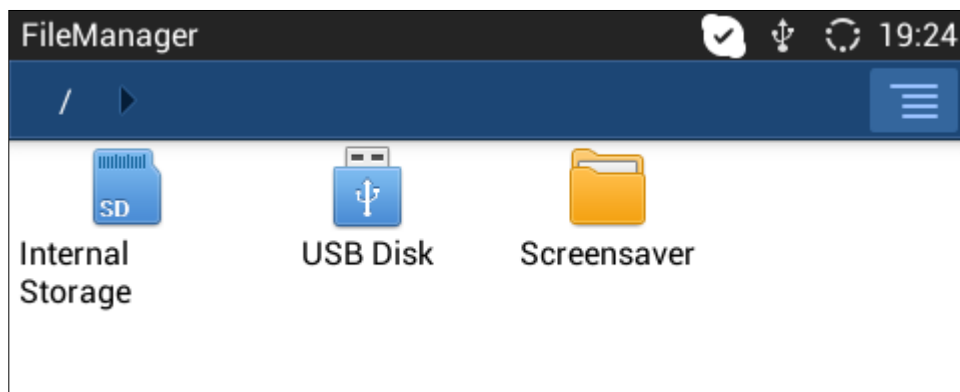 FileManager
19:24
/
SD
Internal
Storage
USB Disk
Screensaver